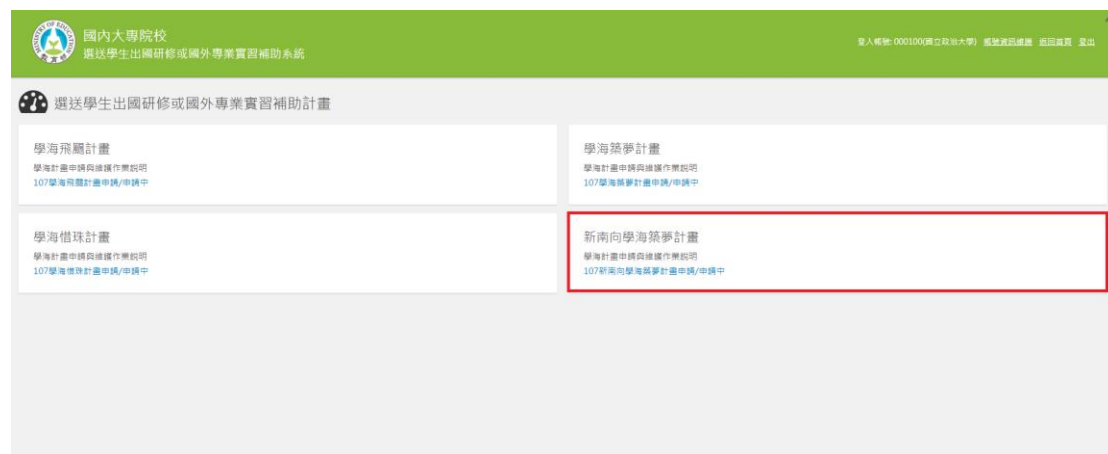 MINISTRY OF EDUCATION
教育部
國內大專院校
選送學生出國研修或國外專業實習補助系統
登入帳號:000100(國立政治大學) 帳號資訊維護 返回首頁 登出
選送學生出國研修或國外專業實習補助計畫
學海飛颺計畫
學海計畫申請與維護作業說明
107學海飛颺計畫申請/申請中
學海築夢計畫
學海計畫申請與維護作業說明
107學海築夢計畫申請/申請中
學海惜珠計畫
學海計畫申請與維護作業說明
107學海惜珠計畫申請/申請中
新南向學海築夢計畫
學海計畫申請與維護作業說明
107新南向學海築夢計畫申請/申請中